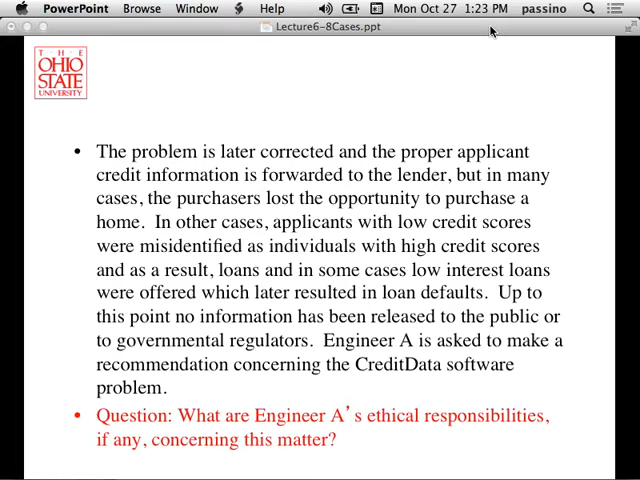 PowerPoint Browse Window Help Mon Oct 27 1:23 PM passino
Lecture6-8Cases.ppt
T · H · E
OHIO
STATE
UNIVERSITY
• The problem is later corrected and the proper applicant
credit information is forwarded to the lender, but in many
cases, the purchasers lost the opportunity to purchase a
home. In other cases, applicants with low credit scores
were misidentified as individuals with high credit scores
and as a result, loans and in some cases low interest loans
were offered which later resulted in loan defaults. Up to
this point no information has been released to the public or
to governmental regulators. Engineer A is asked to make a
recommendation concerning the CreditData software
problem.
• Question: What are Engineer A’s ethical responsibilities,
if any, concerning this matter?